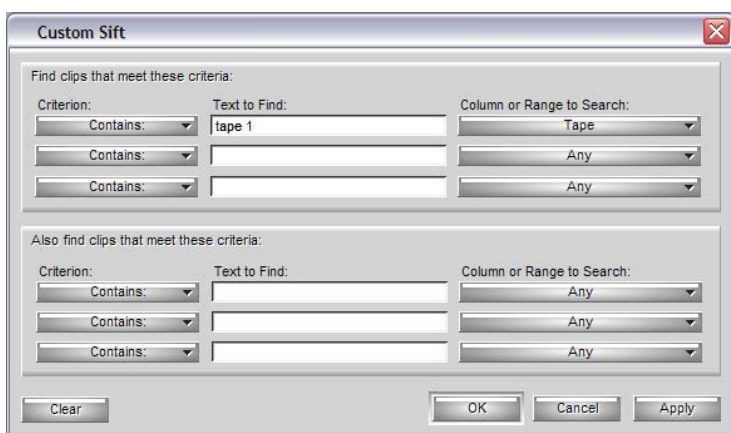 Custom Sift
Find clips that meet these criteria:
Criterion: Text to Find: Column or Range to Search:
Contains: tape 1 Tape
Contains: Any
Contains: Any
Also find clips that meet these criteria:
Criterion: Text to Find: Column or Range to Search:
Contains: Any
Contains: Any
Contains: Any
Clear OK Cancel Apply